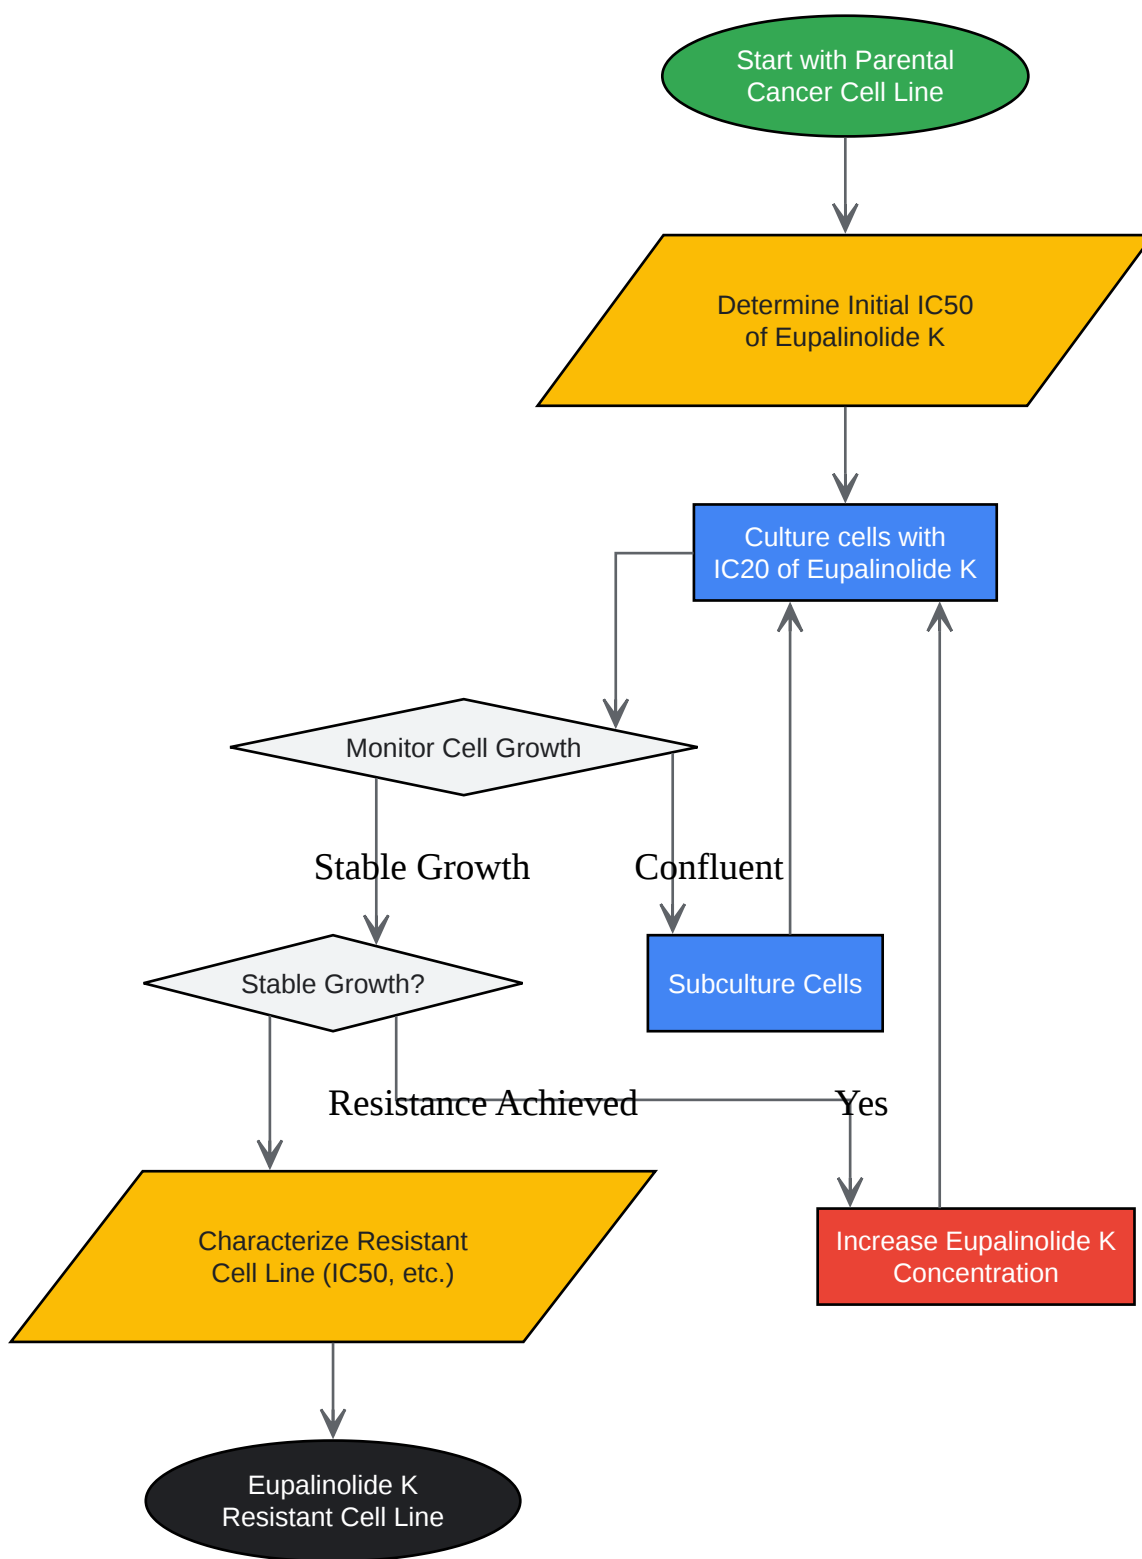 Start with Parental
Cancer Cell Line
Determine Initial IC50
of Eupalinolide K
Culture cells with
IC20 of Eupalinolide K
Monitor Cell Growth
Stable Growth
Confluent
Stable Growth?
Subculture Cells
Resistance Achieved
Yes
Characterize Resistant
Cell Line (IC50, etc.)
Increase Eupalinolide K
Concentration
Eupalinolide K
Resistant Cell Line